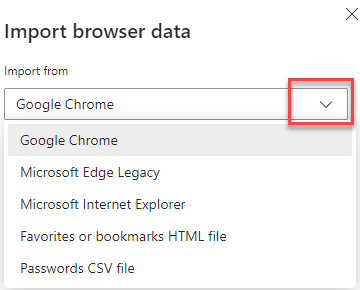 Import browser data
Import from
Google Chrome
Google Chrome
Microsoft Edge Legacy
Microsoft Internet Explorer
Favorites or bookmarks HTML file
Passwords CSV file